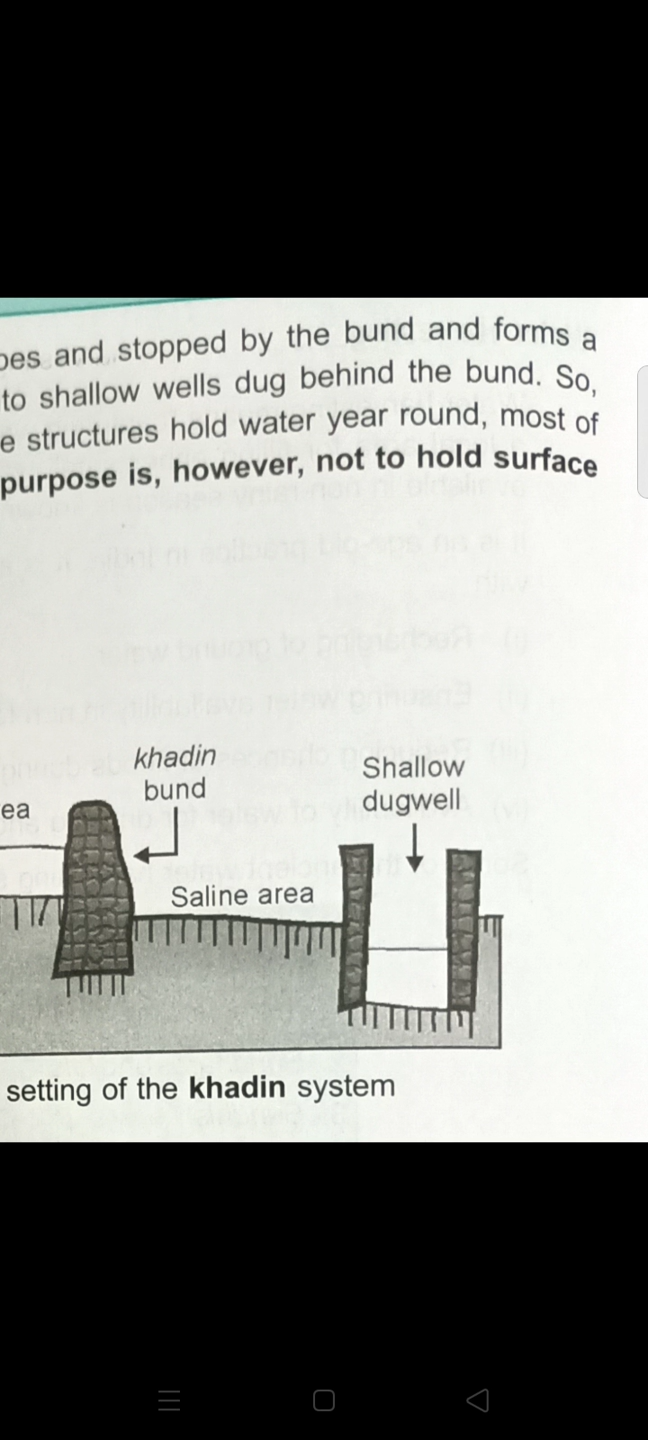 and stopped by the bund and forms a
to shallow wells dug behind the bund. So,
e structures hold water year round, most of
purpose is, however, not to hold surface
khadin
bund
Shallow
dugwell
ea
Saline area
setting of the khadin system